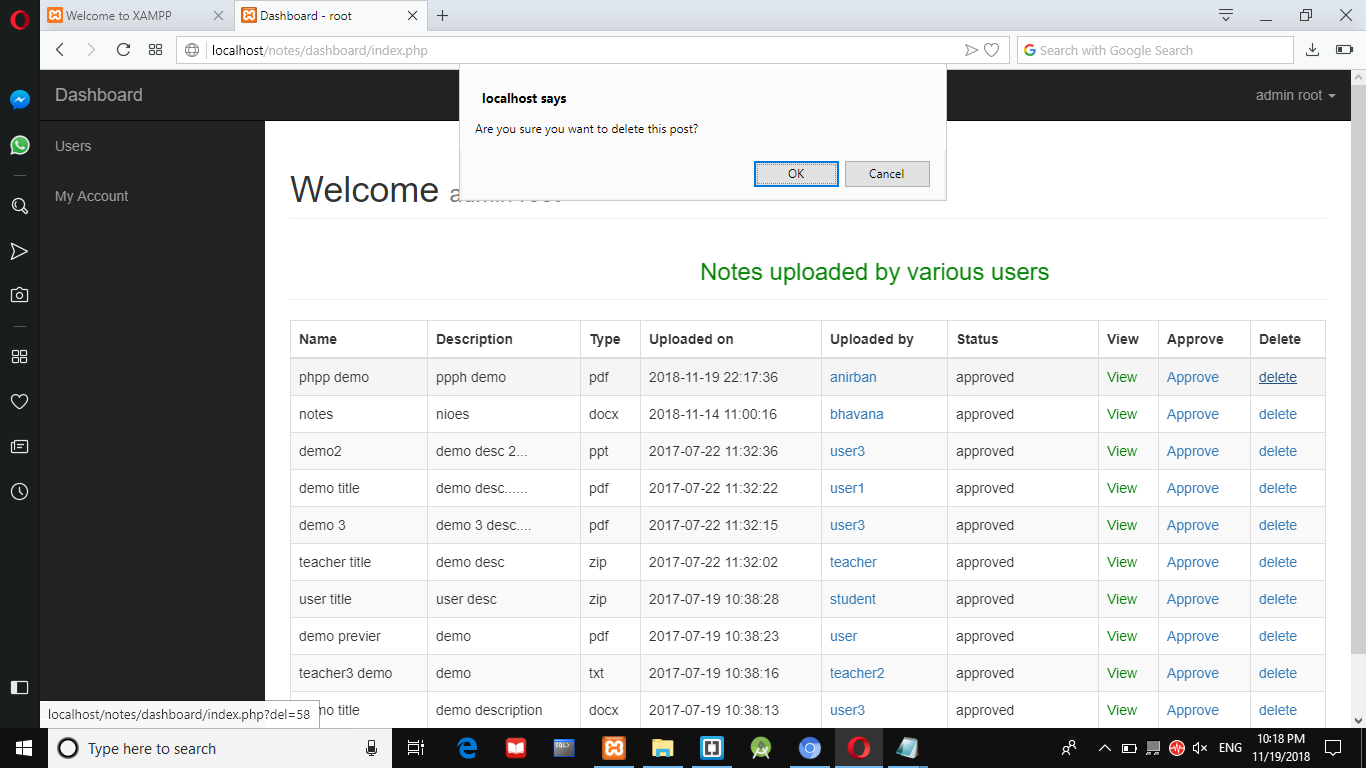 Welcome to XAMPP
Dashboard - root
localhost/notes/dashboard/index.php
Search with Google Search
Dashboard
admin root
localhost says
Are you sure you want to delete this post?
OK Cancel
Users
My Account
Welcome admin root
Notes uploaded by various users
Name Description Type Uploaded on Uploaded by Status View Approve Delete
phpp demo ppph demo pdf 2018-11-19 22:17:36 anirban approved View Approve delete
notes nioes docx 2018-11-14 11:00:16 bhavana approved View Approve delete
demo2 demo desc 2... ppt 2017-07-22 11:32:36 user3 approved View Approve delete
demo title demo desc...... pdf 2017-07-22 11:32:22 user1 approved View Approve delete
demo 3 demo 3 desc.... pdf 2017-07-22 11:32:15 user3 approved View Approve delete
teacher title demo desc zip 2017-07-22 11:32:02 teacher approved View Approve delete
user title user desc zip 2017-07-19 10:38:28 student approved View Approve delete
demo previer demo pdf 2017-07-19 10:38:23 user approved View Approve delete
teacher3 demo demo txt 2017-07-19 10:38:16 teacher2 approved View Approve delete
title demo description docx 2017-07-19 10:38:13 user3 approved View Approve delete
localhost/notes/dashboard/index.php?del=58
Type here to search
ENG
10:18 PM
11/19/2018